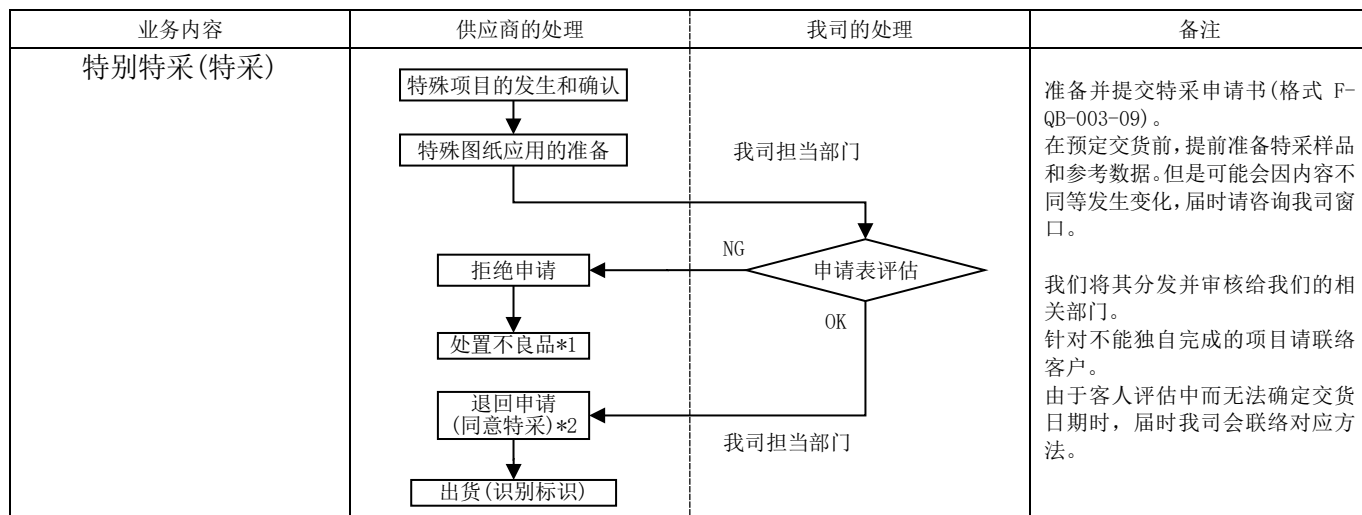 业务内容
供应商的处理
我司的处理
备注
特别特采(特采)
特殊项目的发生和确认
特殊图纸应用的准备
我司担当部门
NG
申请表评估
拒绝申请
OK
处置不良品*1
退回申请
(同意特采)*2
我司担当部门
出货(识别标识)
准备并提交特采申请书(格式 F-
QB-003-09)。
在预定交货前,提前准备特采样品
和参考数据。但是可能会因内容不
同等发生变化,届时请咨询我司窗
口。
我们将其分发并审核给我们的相
关部门。
针对不能独自完成的项目请联络
客户。
由于客人评估中而无法确定交货
日期时，届时我司会联络对应方
法。